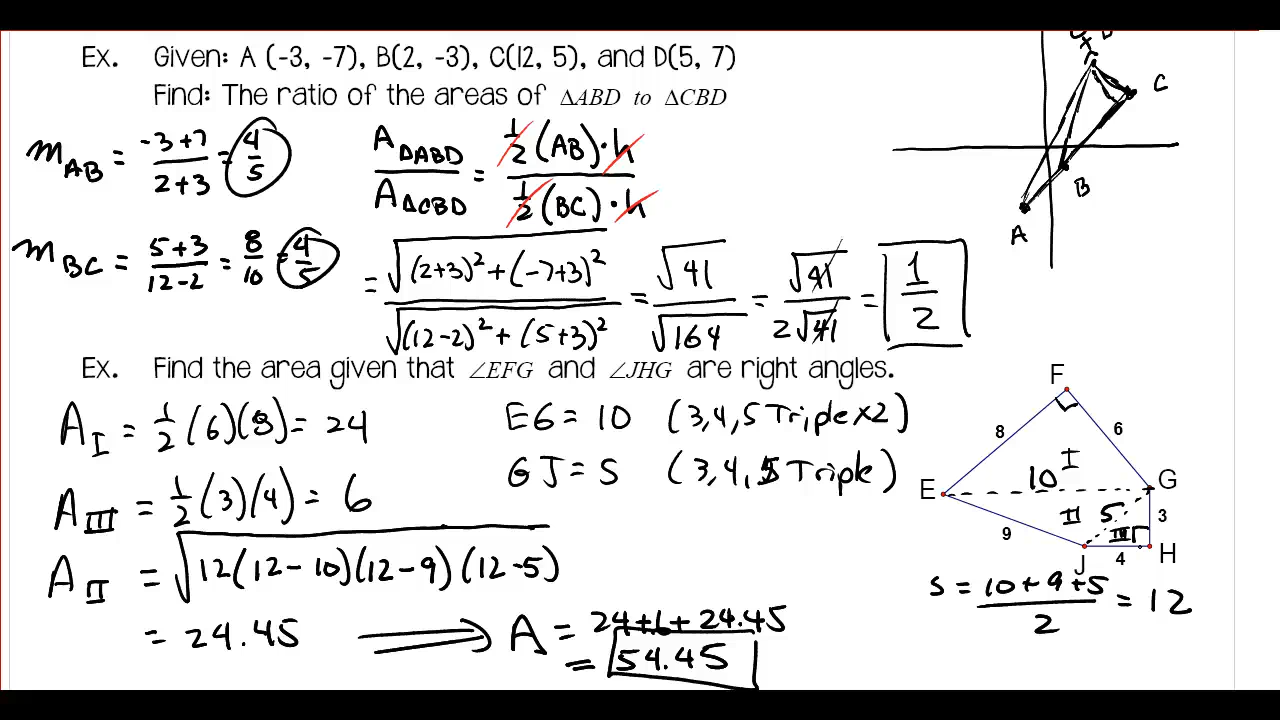 Ex. Given: A (-3, -7), B(2, -3), C(12, 5), and D(5, 7)
Find: The ratio of the areas of ΔABD to ΔCBD
m_AB = (-3+7)/(2+3) = 4/5
A_ΔABD / A_ΔCBD = 1/2 (AB)·h / 1/2 (BC)·h
m_BC = (5+3)/(12-2) = 8/10 = 4/5
= √((2+3)² + (-7+3)²) / √((12-2)² + (5+3)²) = √41 / √164 = √41 / 2√41 = 1/2
C
B
A
Ex. Find the area given that ∠EFG and ∠JHG are right angles.
A_I = 1/2 (6)(8) = 24
EG = 10 (3,4,5 Triple x2)
GJ = 5 (3,4,5 Triple)
A_III = 1/2 (3)(4) = 6
A_II = √(12(12-10)(12-9)(12-5))
= 24.45 ⟹ A = 24+6+24.45
= 54.45
F
8 6
I
E 10 G
II 5 3
9 III
J 4 H
S = (10+9+5)/2 = 12